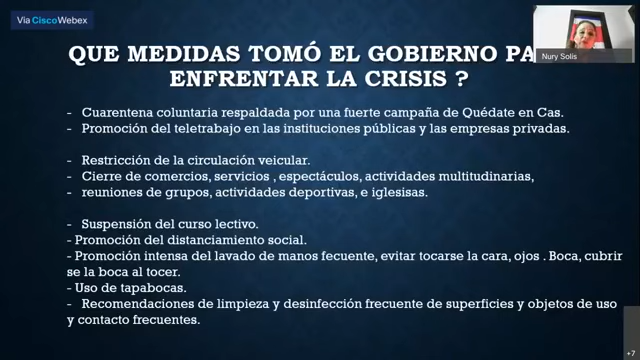 Vía CiscoWebex
Nury Solís
QUE MEDIDAS TOMÓ EL GOBIERNO PA
ENFRENTAR LA CRISIS ?
- Cuarentena coluntaria respaldada por una fuerte campaña de Quédate en Cas.
- Promoción del teletrabajo en las instituciones públicas y las empresas privadas.
- Restricción de la circulación veicular.
- Cierre de comercios, servicios , espectáculos, actividades multitudinarias,
- reuniones de grupos, actividades deportivas, e iglesisas.
- Suspensión del curso lectivo.
- Promoción del distanciamiento social.
- Promoción intensa del lavado de manos fecuente, evitar tocarse la cara, ojos . Boca, cubrir
se la boca al tocer.
- Uso de tapabocas.
- Recomendaciones de limpieza y desinfección frecuente de superficies y objetos de uso
y contacto frecuentes.
+7